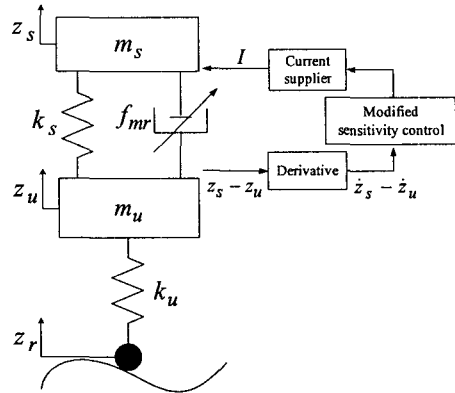 z_s
m_s
I
Current
supplier
k_s
f_mr
Modified
sensitivity control
z_u
m_u
z_s − z_u
Derivative
ż_s − ż_u
k_u
z_r